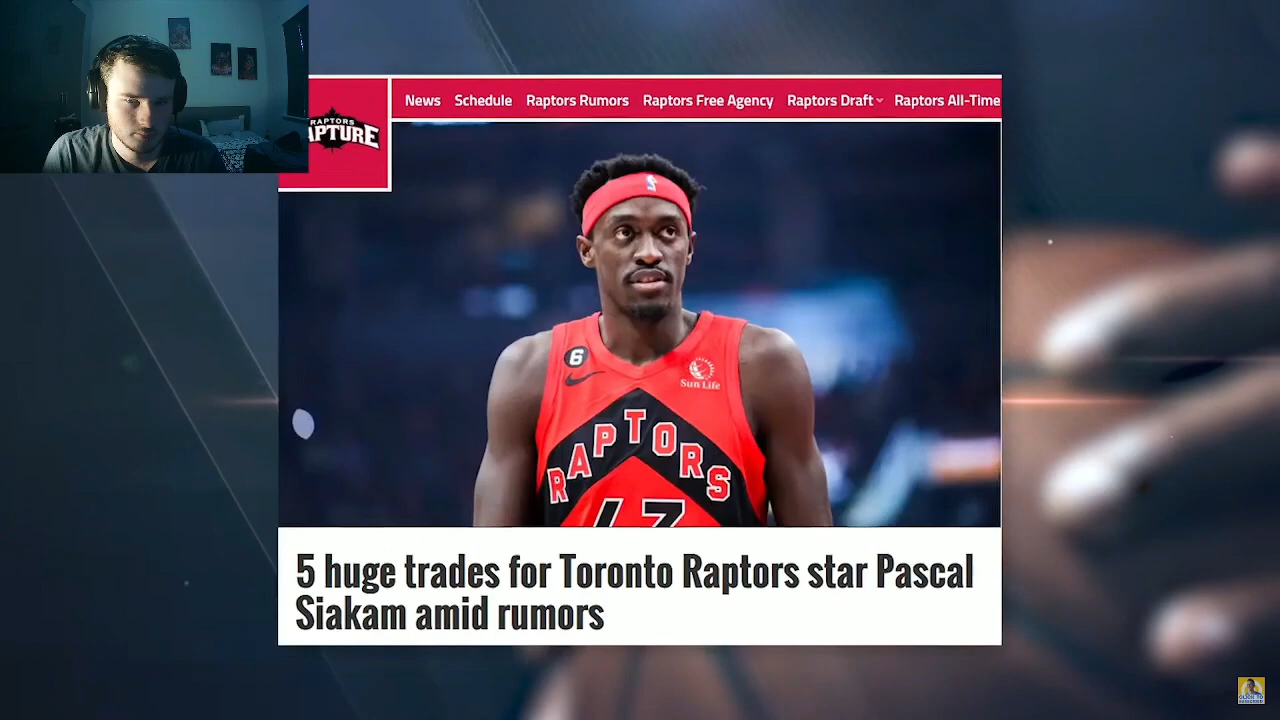 RAPTORS
APTURE
News Schedule Raptors Rumors Raptors Free Agency Raptors Draft Raptors All-Time
6
Sun Life
RAPTORS
43
5 huge trades for Toronto Raptors star Pascal
Siakam amid rumors